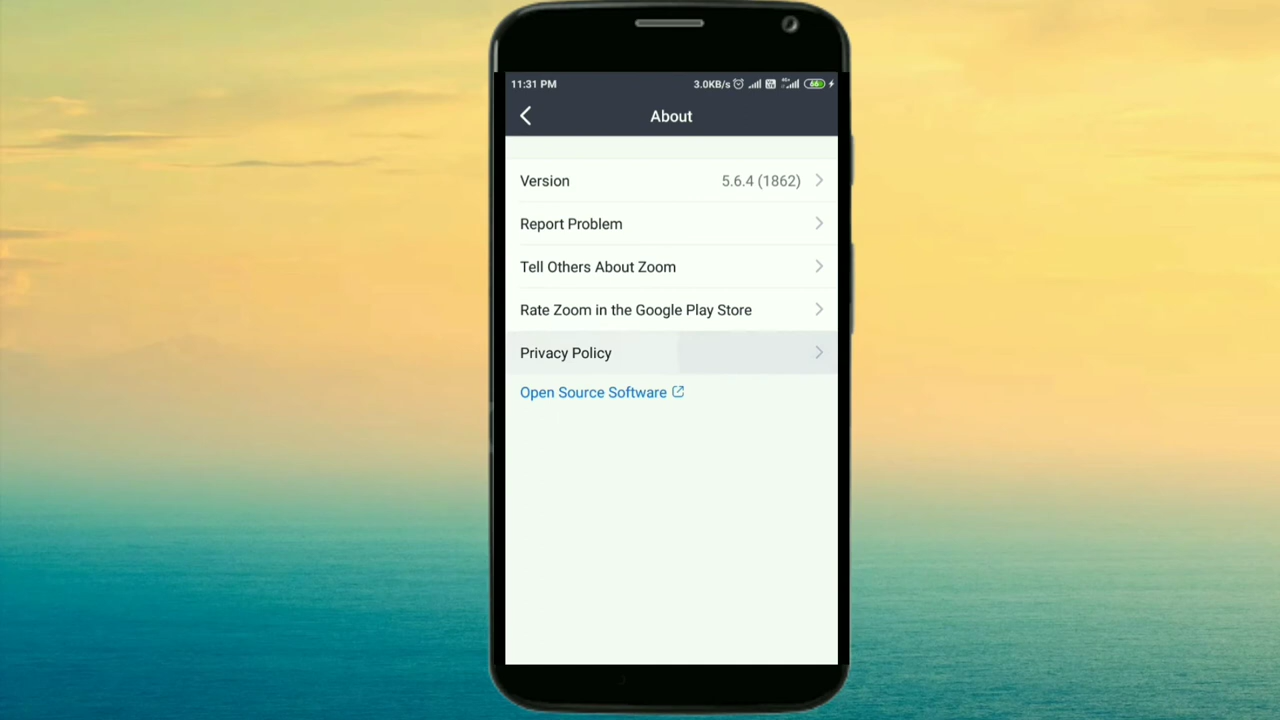 11:31 PM 3.0KB/s 66
About
Version 5.6.4 (1862)
Report Problem
Tell Others About Zoom
Rate Zoom in the Google Play Store
Privacy Policy
Open Source Software